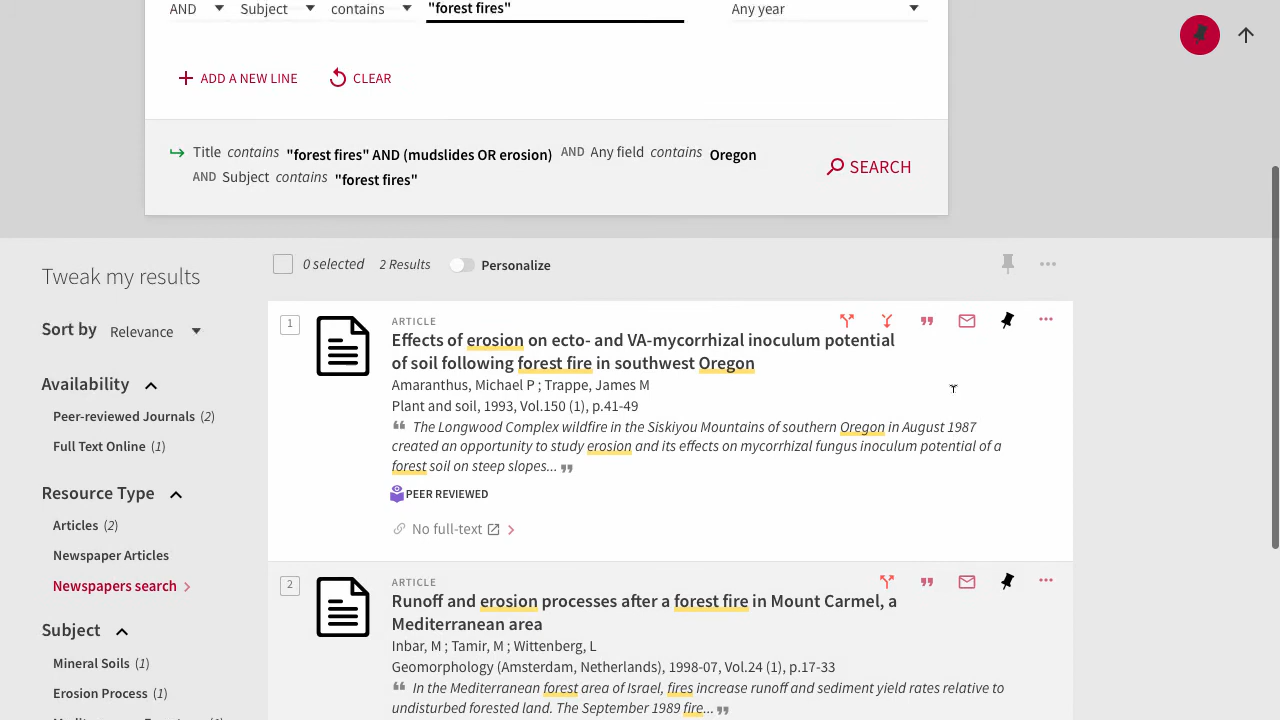 AND Subject contains "forest fires" Any year
ADD A NEW LINE CLEAR
Title contains "forest fires" AND (mudslides OR erosion) AND Any field contains Oregon
AND Subject contains "forest fires"
SEARCH
Tweak my results
Sort by Relevance
Availability
Peer-reviewed Journals (2)
Full Text Online (1)
Resource Type
Articles (2)
Newspaper Articles
Newspapers search
Subject
Mineral Soils (1)
Erosion Process (1)
0 selected 2 Results Personalize
1
ARTICLE
Effects of erosion on ecto- and VA-mycorrhizal inoculum potential
of soil following forest fire in southwest Oregon
Amaranthus, Michael P ; Trappe, James M
Plant and soil, 1993, Vol.150 (1), p.41-49
❝ The Longwood Complex wildfire in the Siskiyou Mountains of southern Oregon in August 1987
created an opportunity to study erosion and its effects on mycorrhizal fungus inoculum potential of a
forest soil on steep slopes... ❞
PEER REVIEWED
No full-text
2
ARTICLE
Runoff and erosion processes after a forest fire in Mount Carmel, a
Mediterranean area
Inbar, M ; Tamir, M ; Wittenberg, L
Geomorphology (Amsterdam, Netherlands), 1998-07, Vol.24 (1), p.17-33
❝ In the Mediterranean forest area of Israel, fires increase runoff and sediment yield rates relative to
undisturbed forested land. The September 1989 fire... ❞